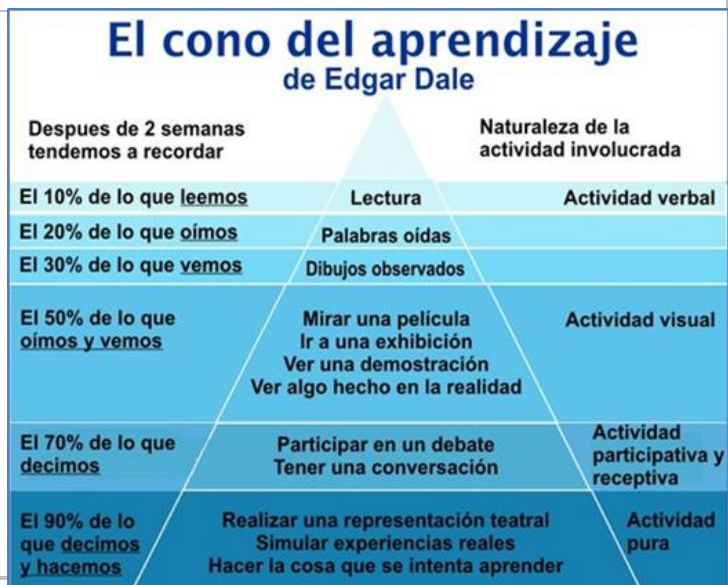 El cono del aprendizaje
de Edgar Dale
Despues de 2 semanas
tendemos a recordar
Naturaleza de la
actividad involucrada
El 10% de lo que leemos
Lectura
Actividad verbal
El 20% de lo que oímos
Palabras oídas
El 30% de lo que vemos
Dibujos observados
El 50% de lo que
oímos y vemos
Mirar una película
Ir a una exhibición
Ver una demostración
Ver algo hecho en la realidad
Actividad visual
El 70% de lo que
decimos
Participar en un debate
Tener una conversación
Actividad
participativa y
receptiva
El 90% de lo
que decimos
y hacemos
Realizar una representación teatral
Simular experiencias reales
Hacer la cosa que se intenta aprender
Actividad
pura